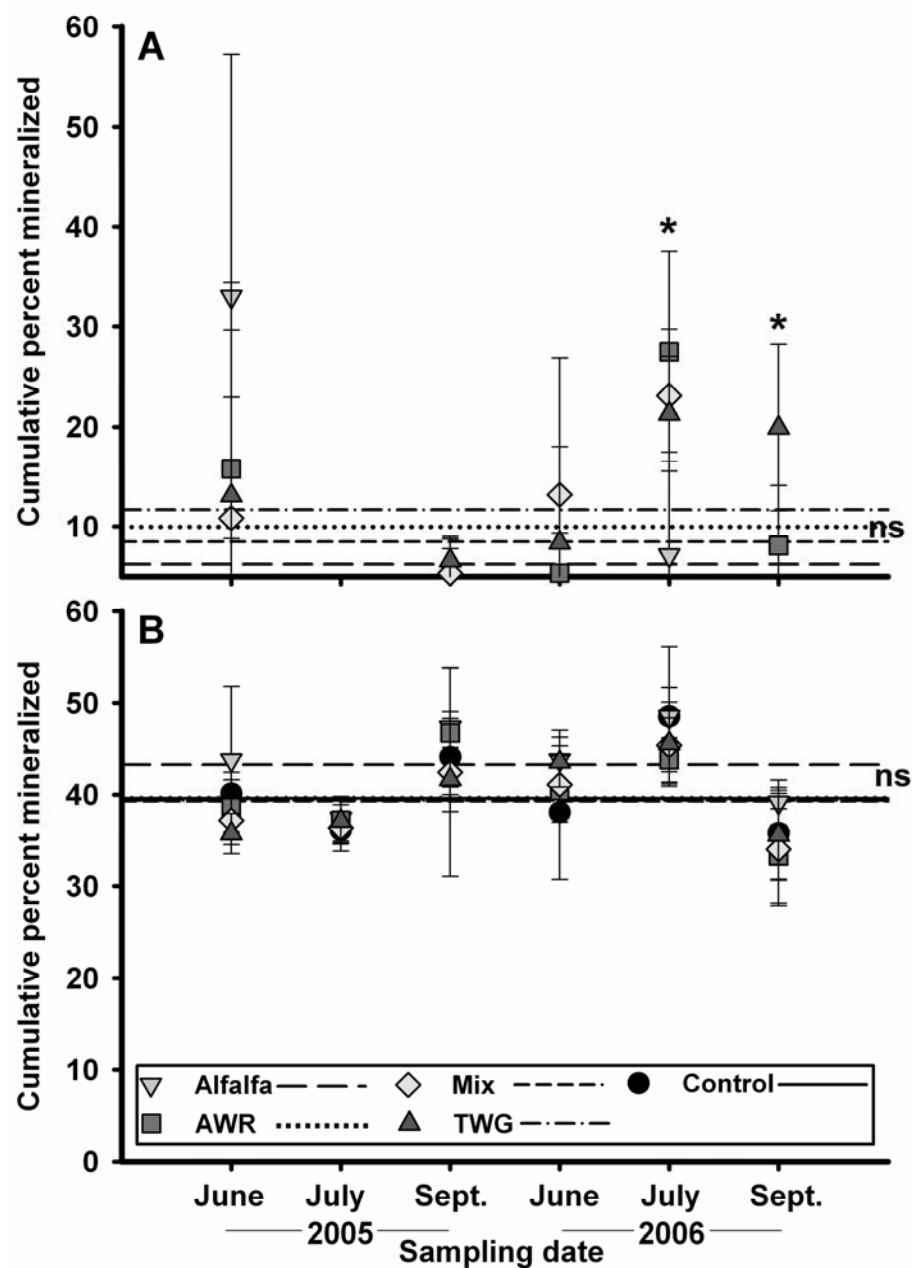 A
Cumulative percent mineralized
60
50
40
30
20
10
*
*
ns
B
Cumulative percent mineralized
60
50
40
30
20
10
0
ns
Alfalfa Mix Control
AWR TWG
June July Sept. June July Sept.
2005 2006
Sampling date